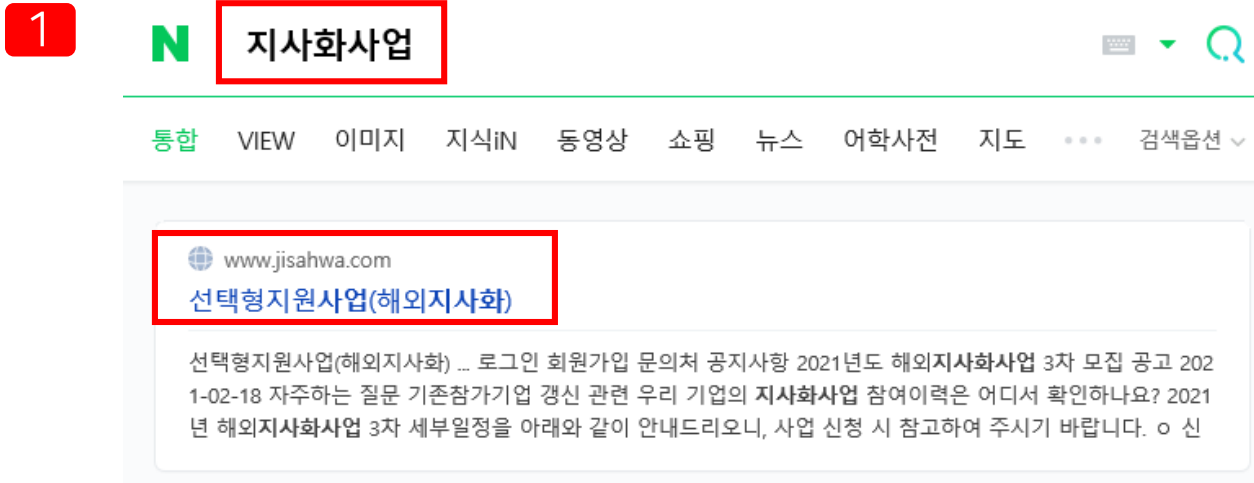 1
N 지사화사업
통합 VIEW 이미지 지식iN 동영상 쇼핑 뉴스 어학사전 지도 ••• 검색옵션
www.jisahwa.com
선택형지원사업(해외지사화)
선택형지원사업(해외지사화) ... 로그인 회원가입 문의처 공지사항 2021년도 해외지사화사업 3차 모집 공고 202
1-02-18 자주하는 질문 기존참가기업 갱신 관련 우리 기업의 지사화사업 참여이력은 어디서 확인하나요? 2021
년 해외지사화사업 3차 세부일정을 아래와 같이 안내드리오니, 사업 신청 시 참고하여 주시기 바랍니다. ㅇ 신